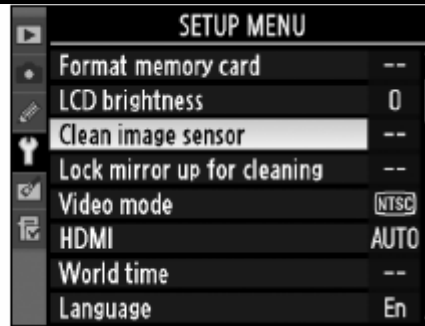 SETUP MENU
Format memory card --
LCD brightness 0
Clean image sensor --
Lock mirror up for cleaning --
Video mode NTSC
HDMI AUTO
World time --
Language En